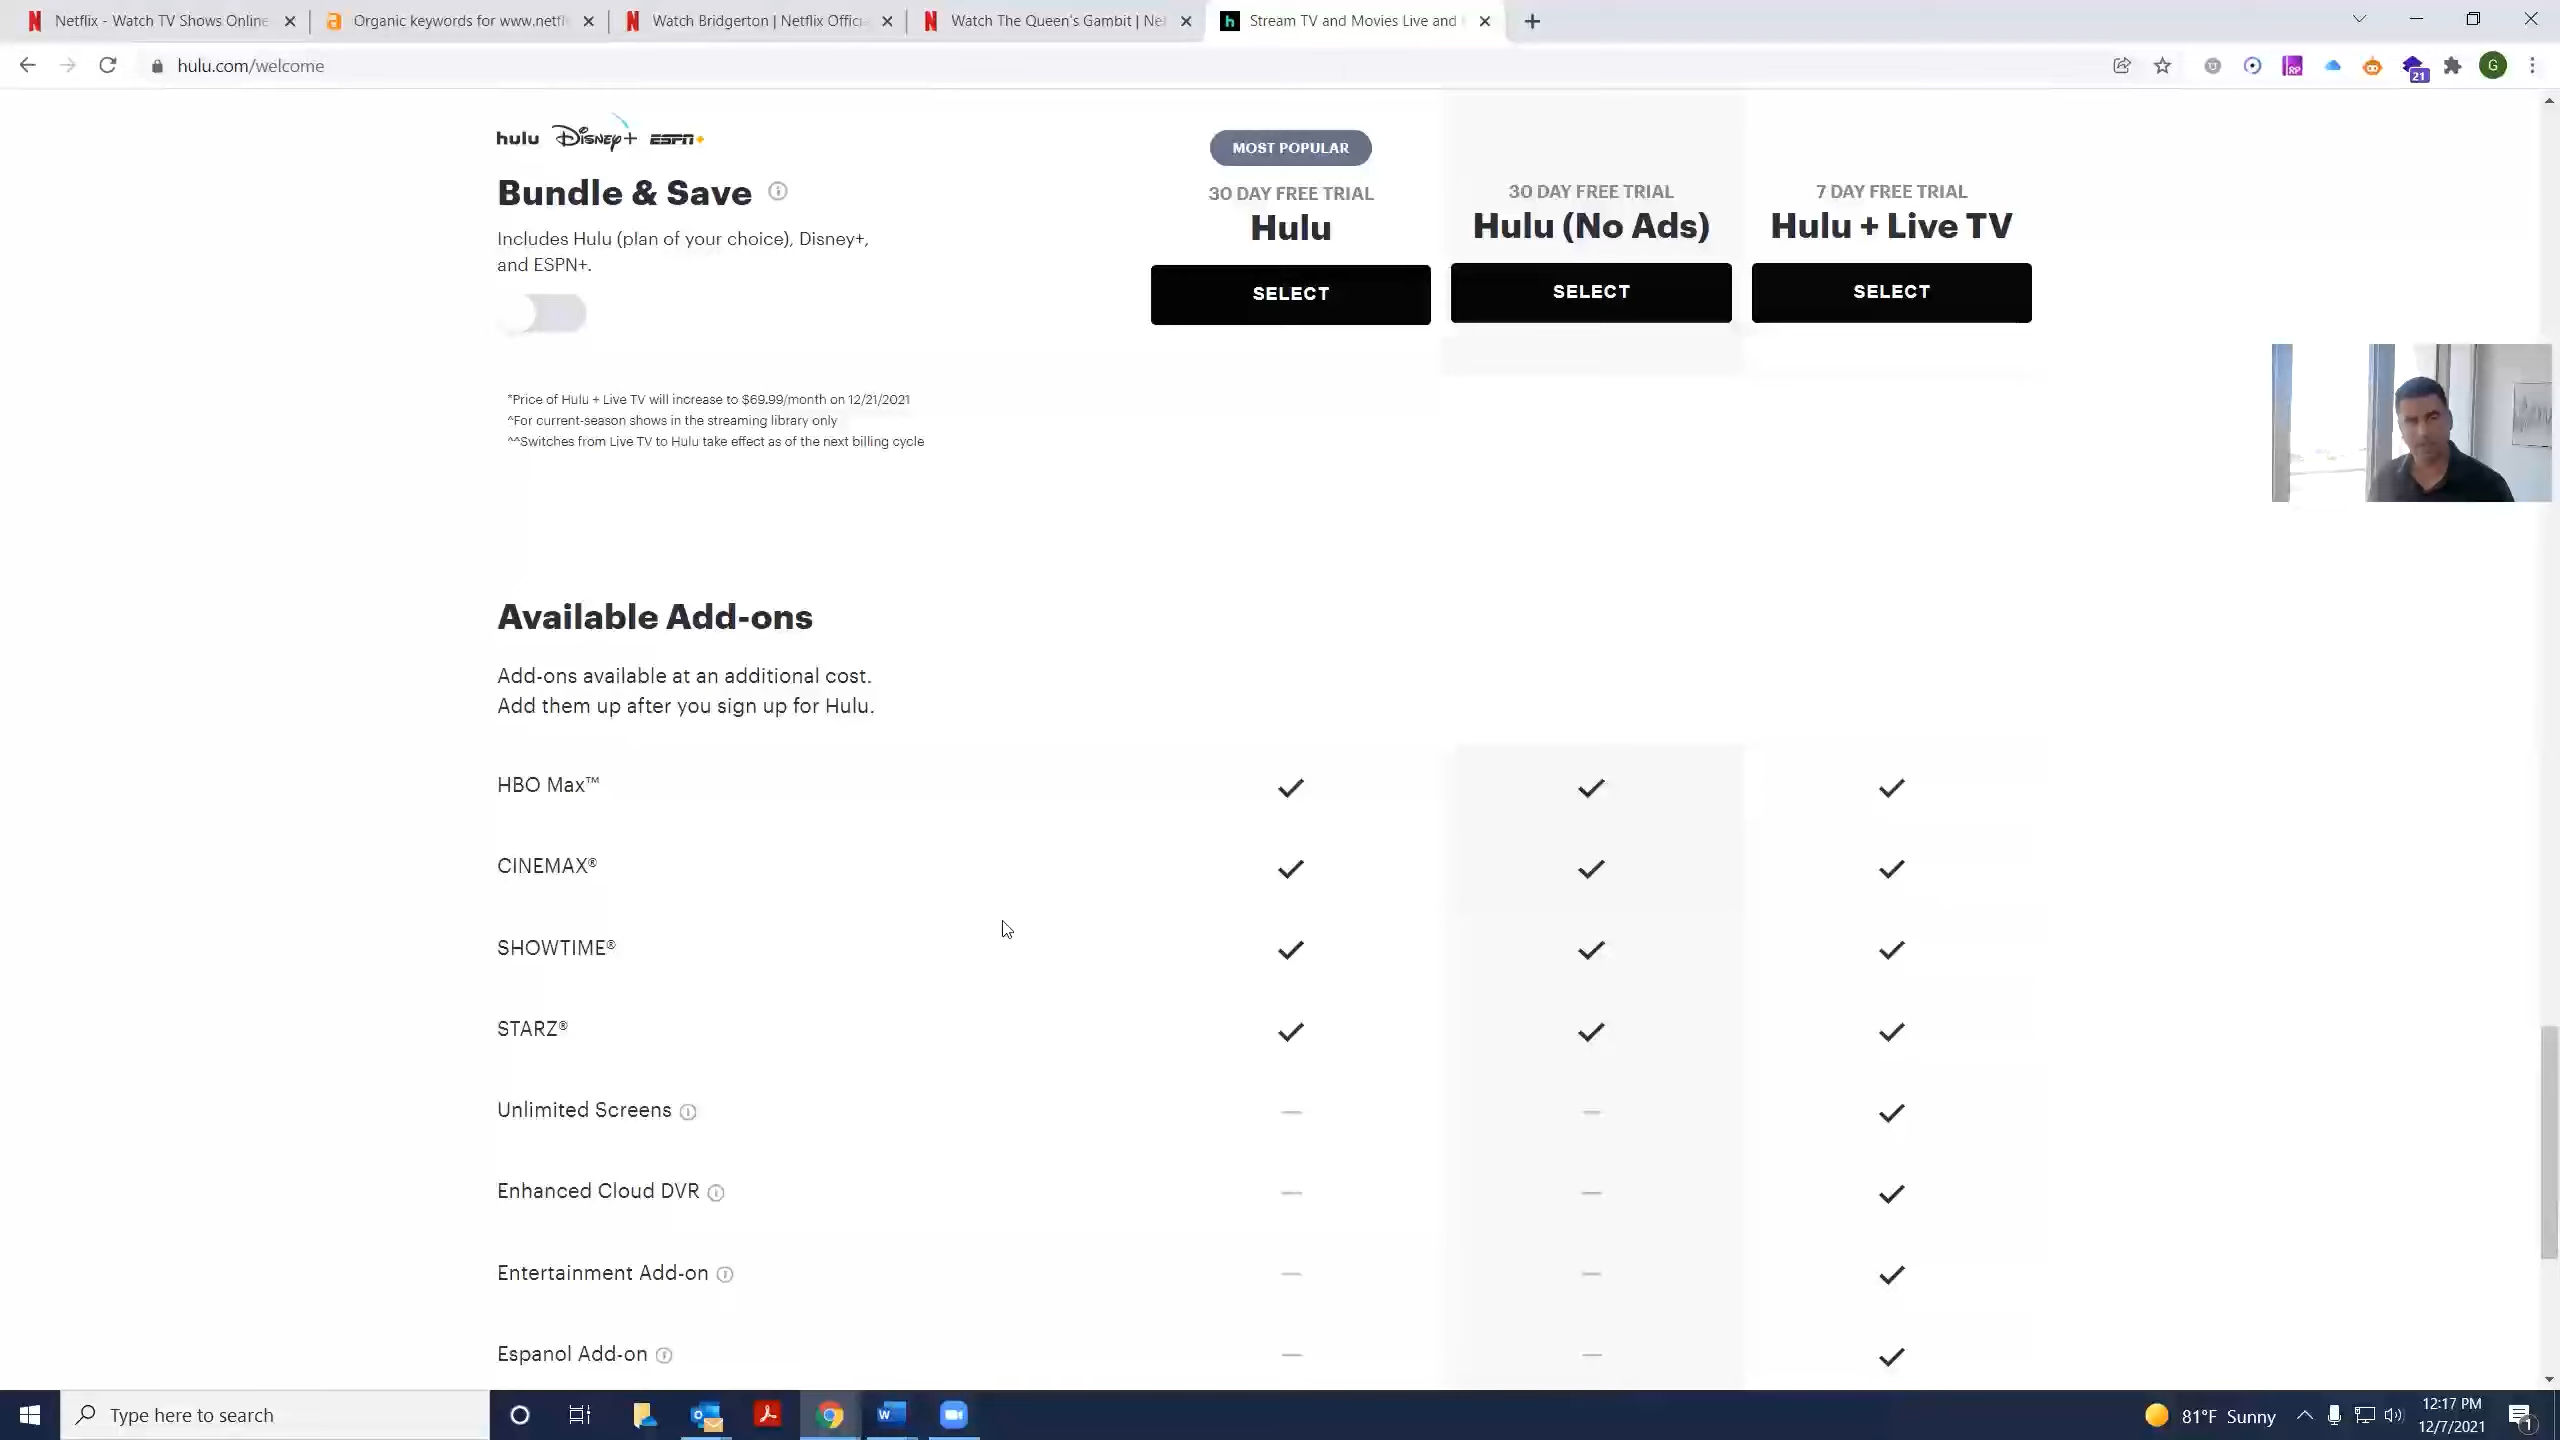 Netflix - Watch TV Shows Online
Organic keywords for www.netfl
Watch Bridgerton | Netflix Offici
Watch The Queen's Gambit | Net
Stream TV and Movies Live and
hulu.com/welcome
21
G
hulu Disney+ ESPN+
MOST POPULAR
Bundle & Save
30 DAY FREE TRIAL
Hulu
30 DAY FREE TRIAL
Hulu (No Ads)
7 DAY FREE TRIAL
Hulu + Live TV
Includes Hulu (plan of your choice), Disney+,
and ESPN+.
SELECT
SELECT
SELECT
*Price of Hulu + Live TV will increase to $69.99/month on 12/21/2021
^For current-season shows in the streaming library only
^^Switches from Live TV to Hulu take effect as of the next billing cycle
Available Add-ons
Add-ons available at an additional cost.
Add them up after you sign up for Hulu.
HBO Max™
CINEMAX®
SHOWTIME®
STARZ®
Unlimited Screens
Enhanced Cloud DVR
Entertainment Add-on
Espanol Add-on
Type here to search
81°F Sunny
12:17 PM
12/7/2021
1